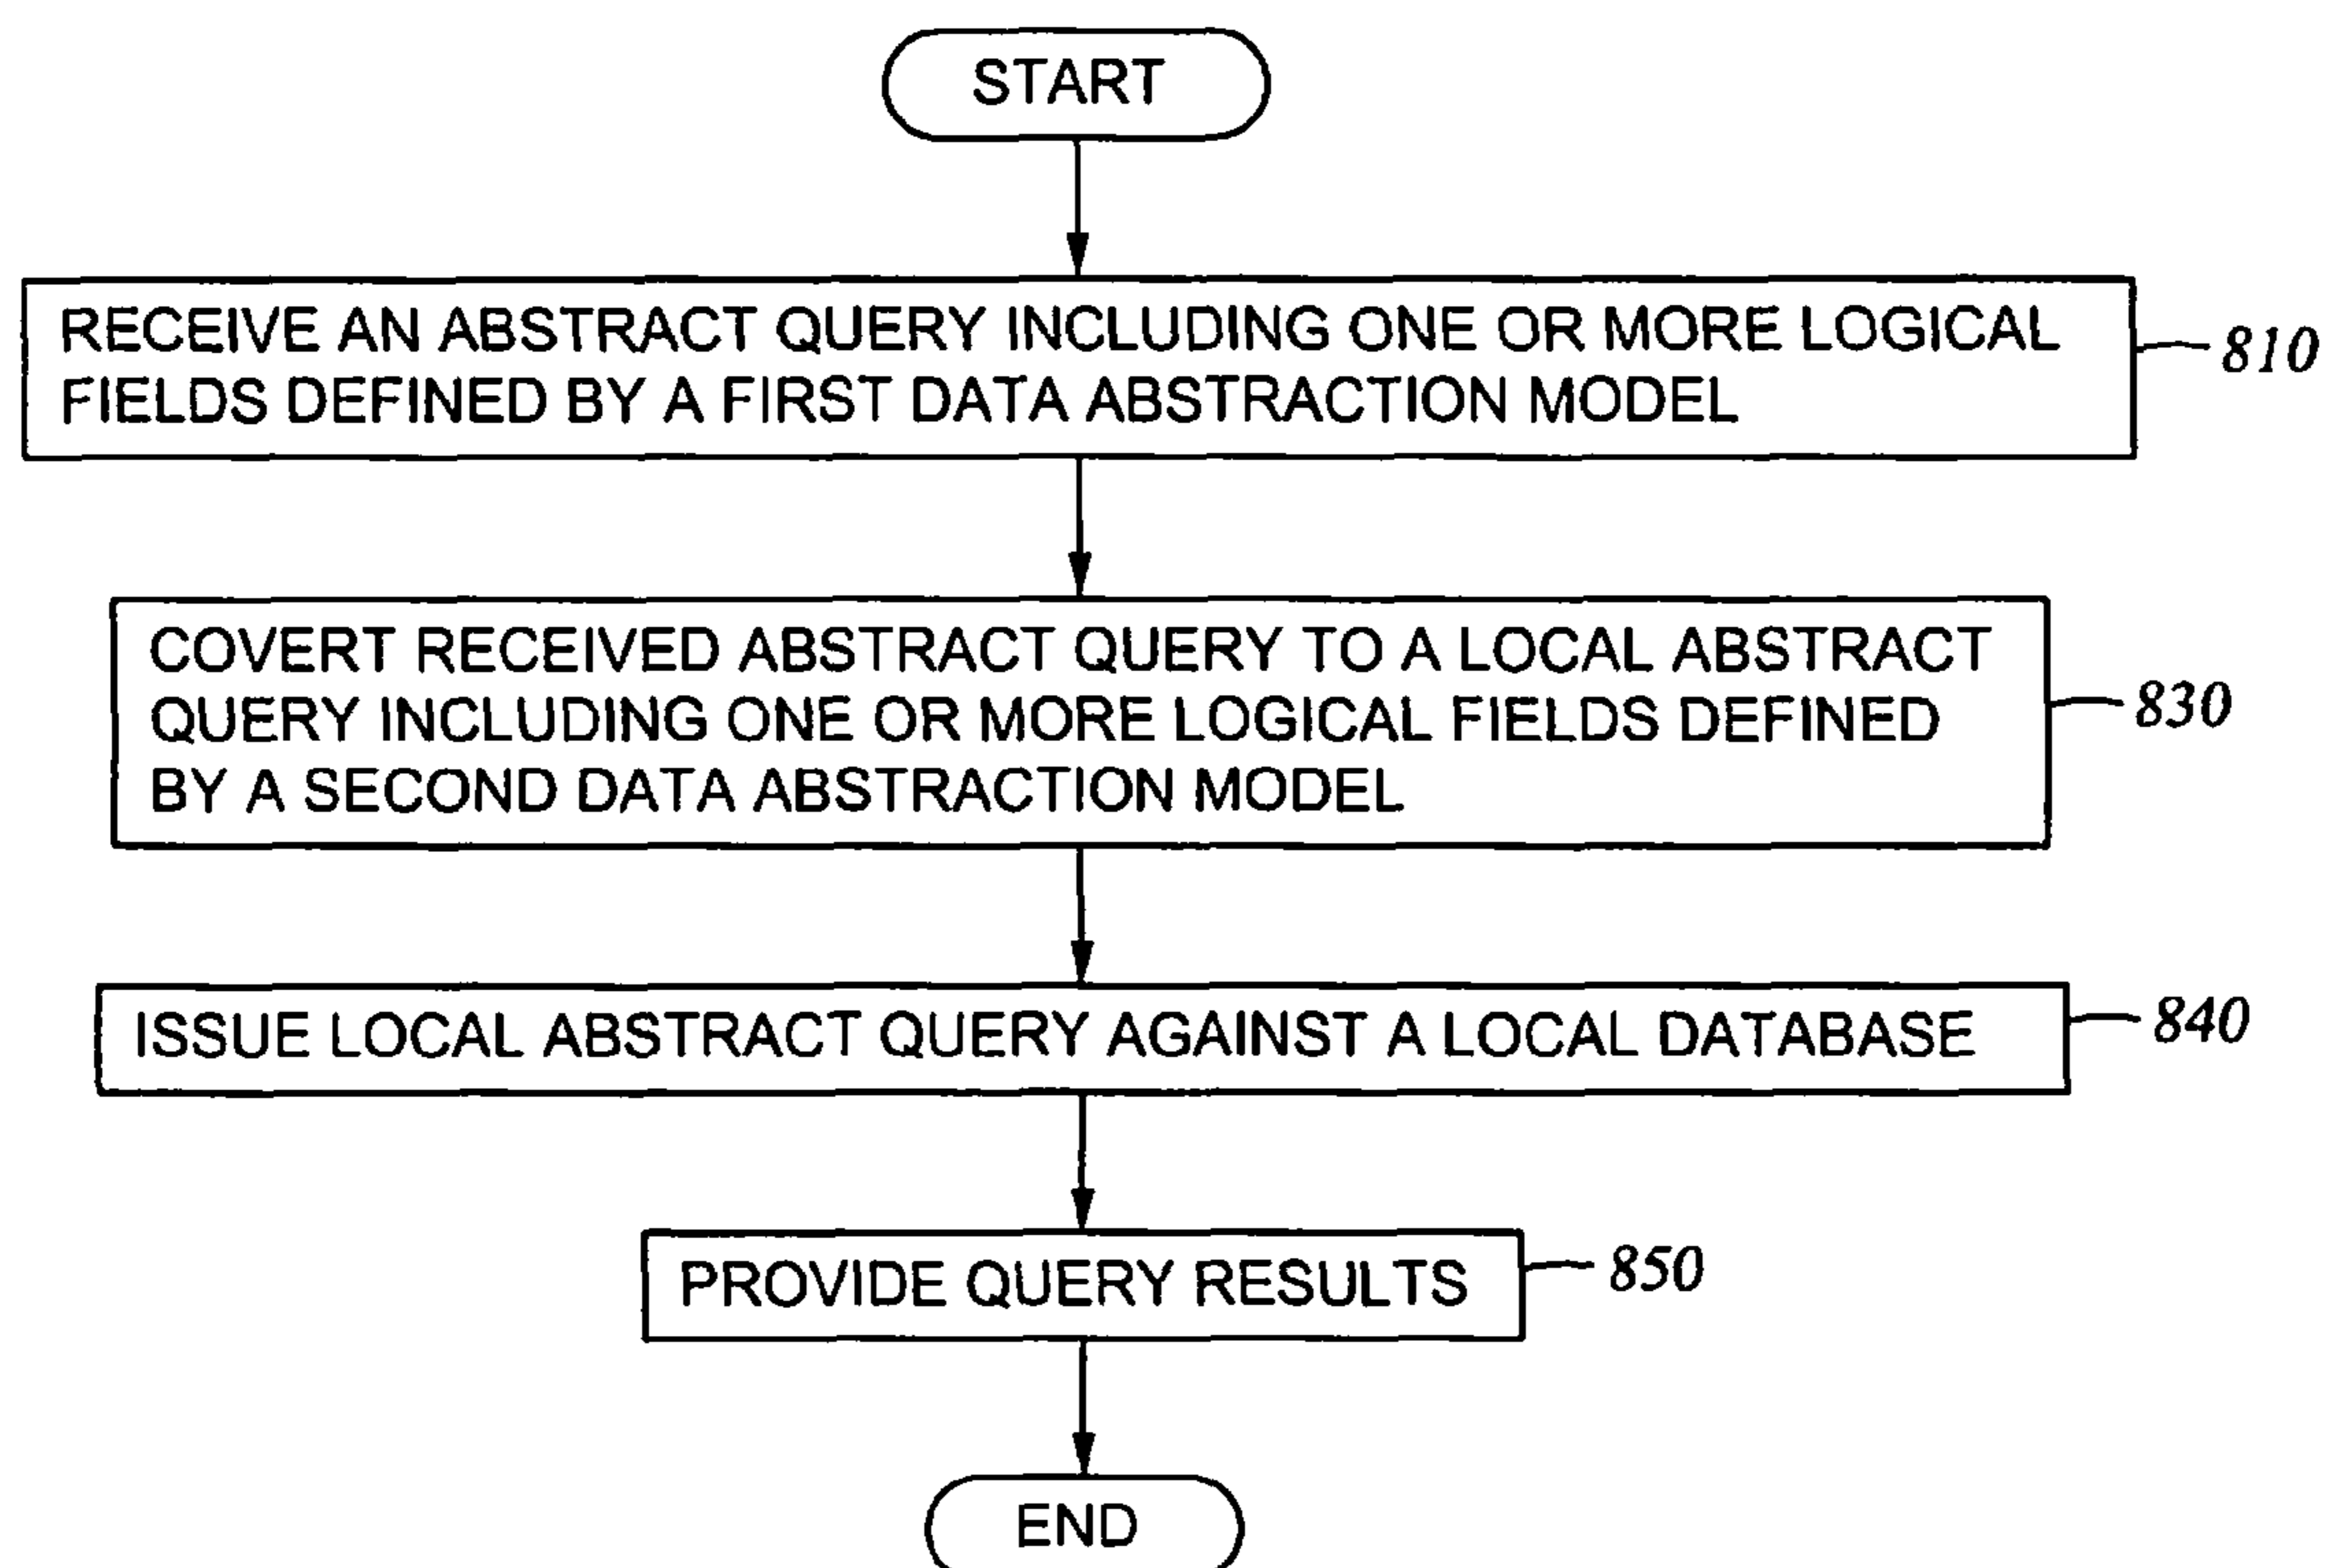 START
RECEIVE AN ABSTRACT QUERY INCLUDING ONE OR MORE LOGICAL
FIELDS DEFINED BY A FIRST DATA ABSTRACTION MODEL
810
COVERT RECEIVED ABSTRACT QUERY TO A LOCAL ABSTRACT
QUERY INCLUDING ONE OR MORE LOGICAL FIELDS DEFINED
BY A SECOND DATA ABSTRACTION MODEL
830
ISSUE LOCAL ABSTRACT QUERY AGAINST A LOCAL DATABASE
840
PROVIDE QUERY RESULTS
850
END